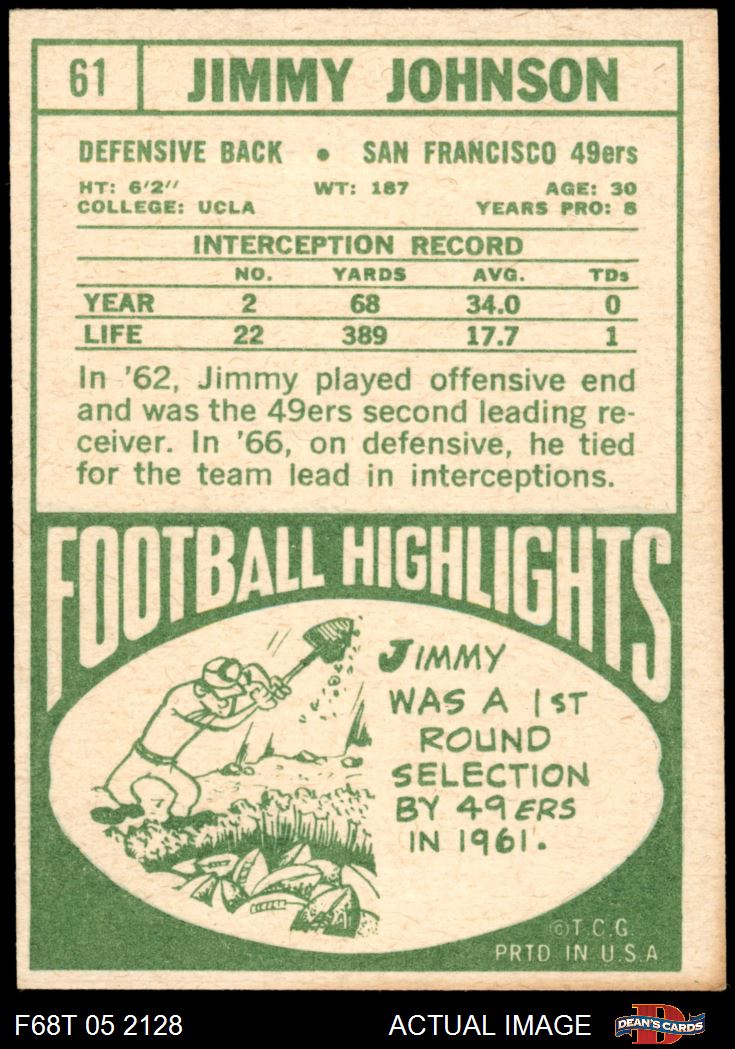 61 JIMMY JOHNSON
DEFENSIVE BACK • SAN FRANCISCO 49ers
HT: 6'2" WT: 187 AGE: 30
COLLEGE: UCLA YEARS PRO: 8
INTERCEPTION RECORD
NO. YARDS AVG. TDs
YEAR 2 68 34.0 0
LIFE 22 389 17.7 1
In '62, Jimmy played offensive end
and was the 49ers second leading re-
ceiver. In '66, on defensive, he tied
for the team lead in interceptions.
FOOTBALL HIGHLIGHTS
JIMMY
WAS A 1ST
ROUND
SELECTION
BY 49ERS
IN 1961.
©T.C.G.
PRTD IN U.S.A
F68T 05 2128 ACTUAL IMAGE D DEAN'S CARDS